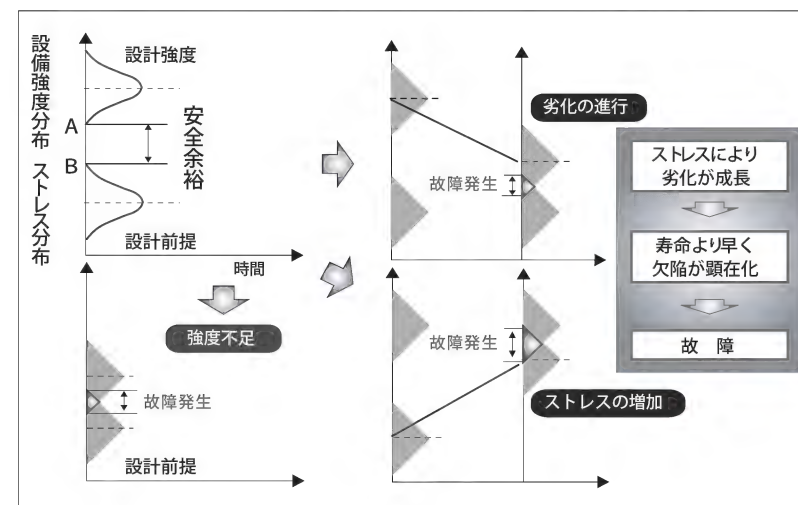 設備強度分布
ストレス分布
設計強度
A
B
安全余裕
設計前提
時間
強度不足
故障発生
設計前提
劣化の進行
故障発生
故障発生
ストレスの増加
ストレスにより
劣化が成長
寿命より早く
欠陥が顕在化
故 障